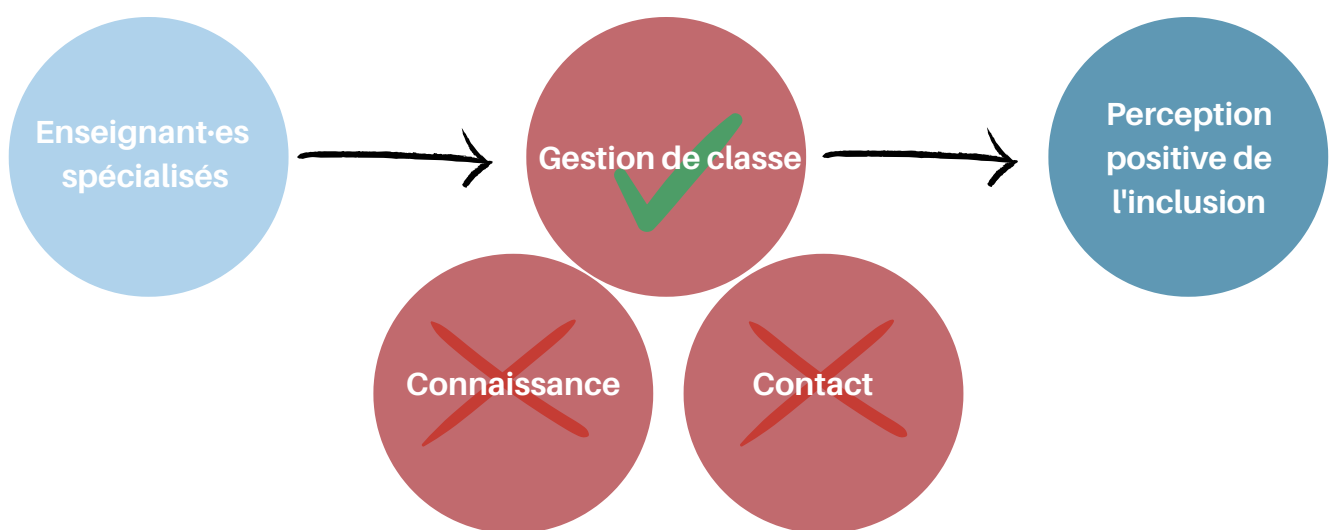 Enseignant·es
spécialisés
Gestion de classe
Perception
positive de
l'inclusion
Connaissance
Contact